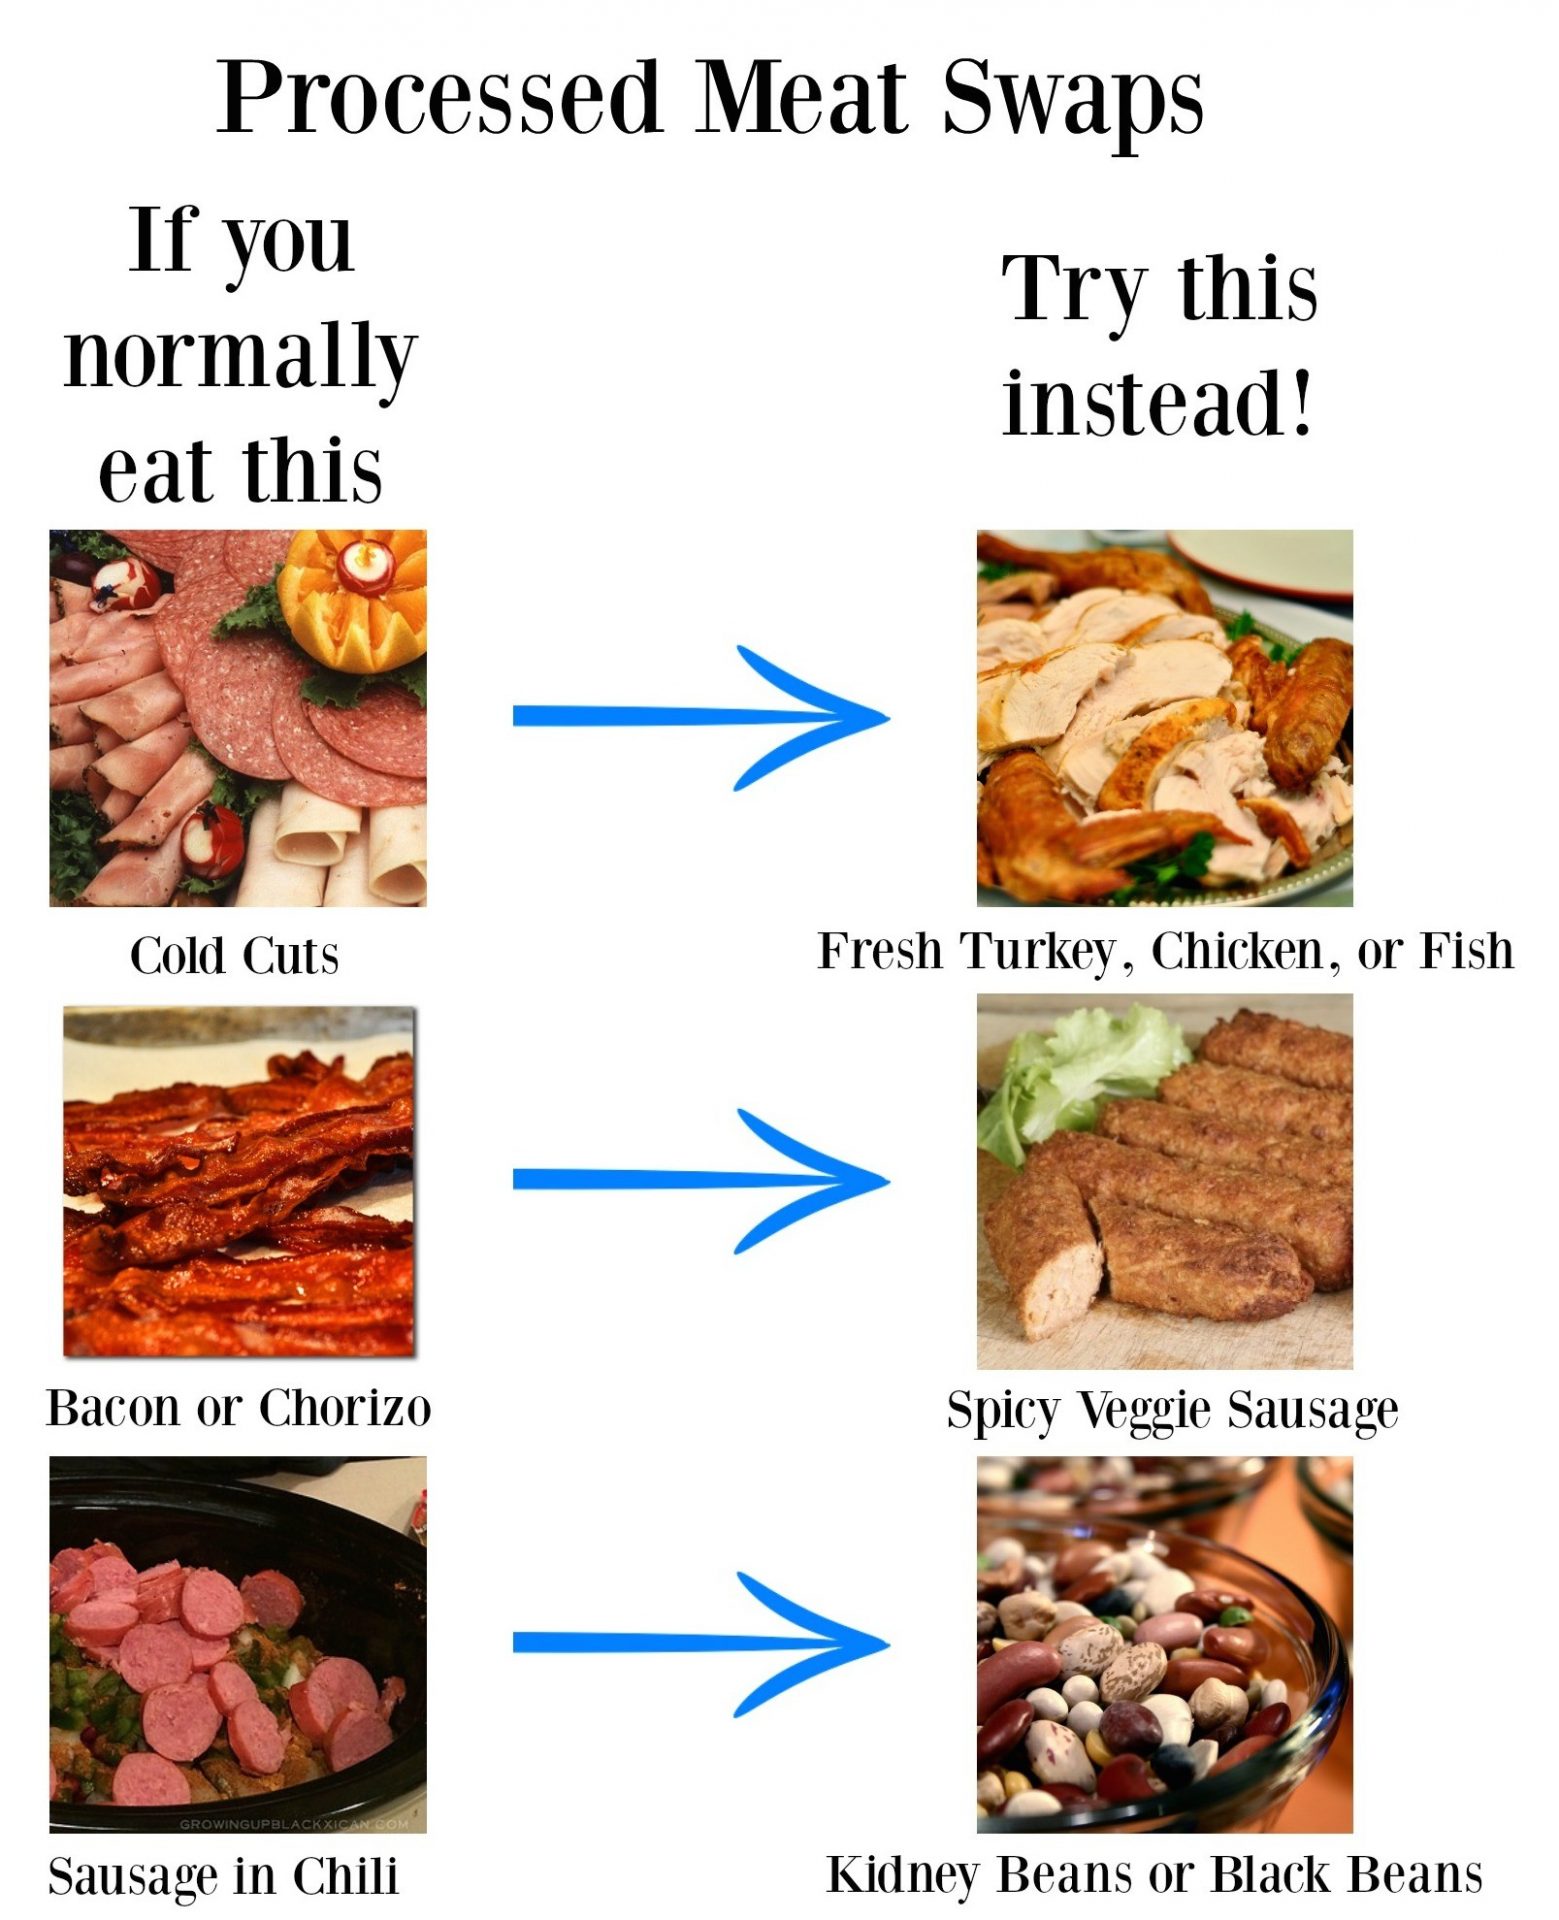 Processed Meat Swaps
If you
normally
eat this
Try this
instead!
Cold Cuts
Fresh Turkey, Chicken, or Fish
Bacon or Chorizo
Spicy Veggie Sausage
GROWINGUPBLACKXICAN.COM
Sausage in Chili
Kidney Beans or Black Beans